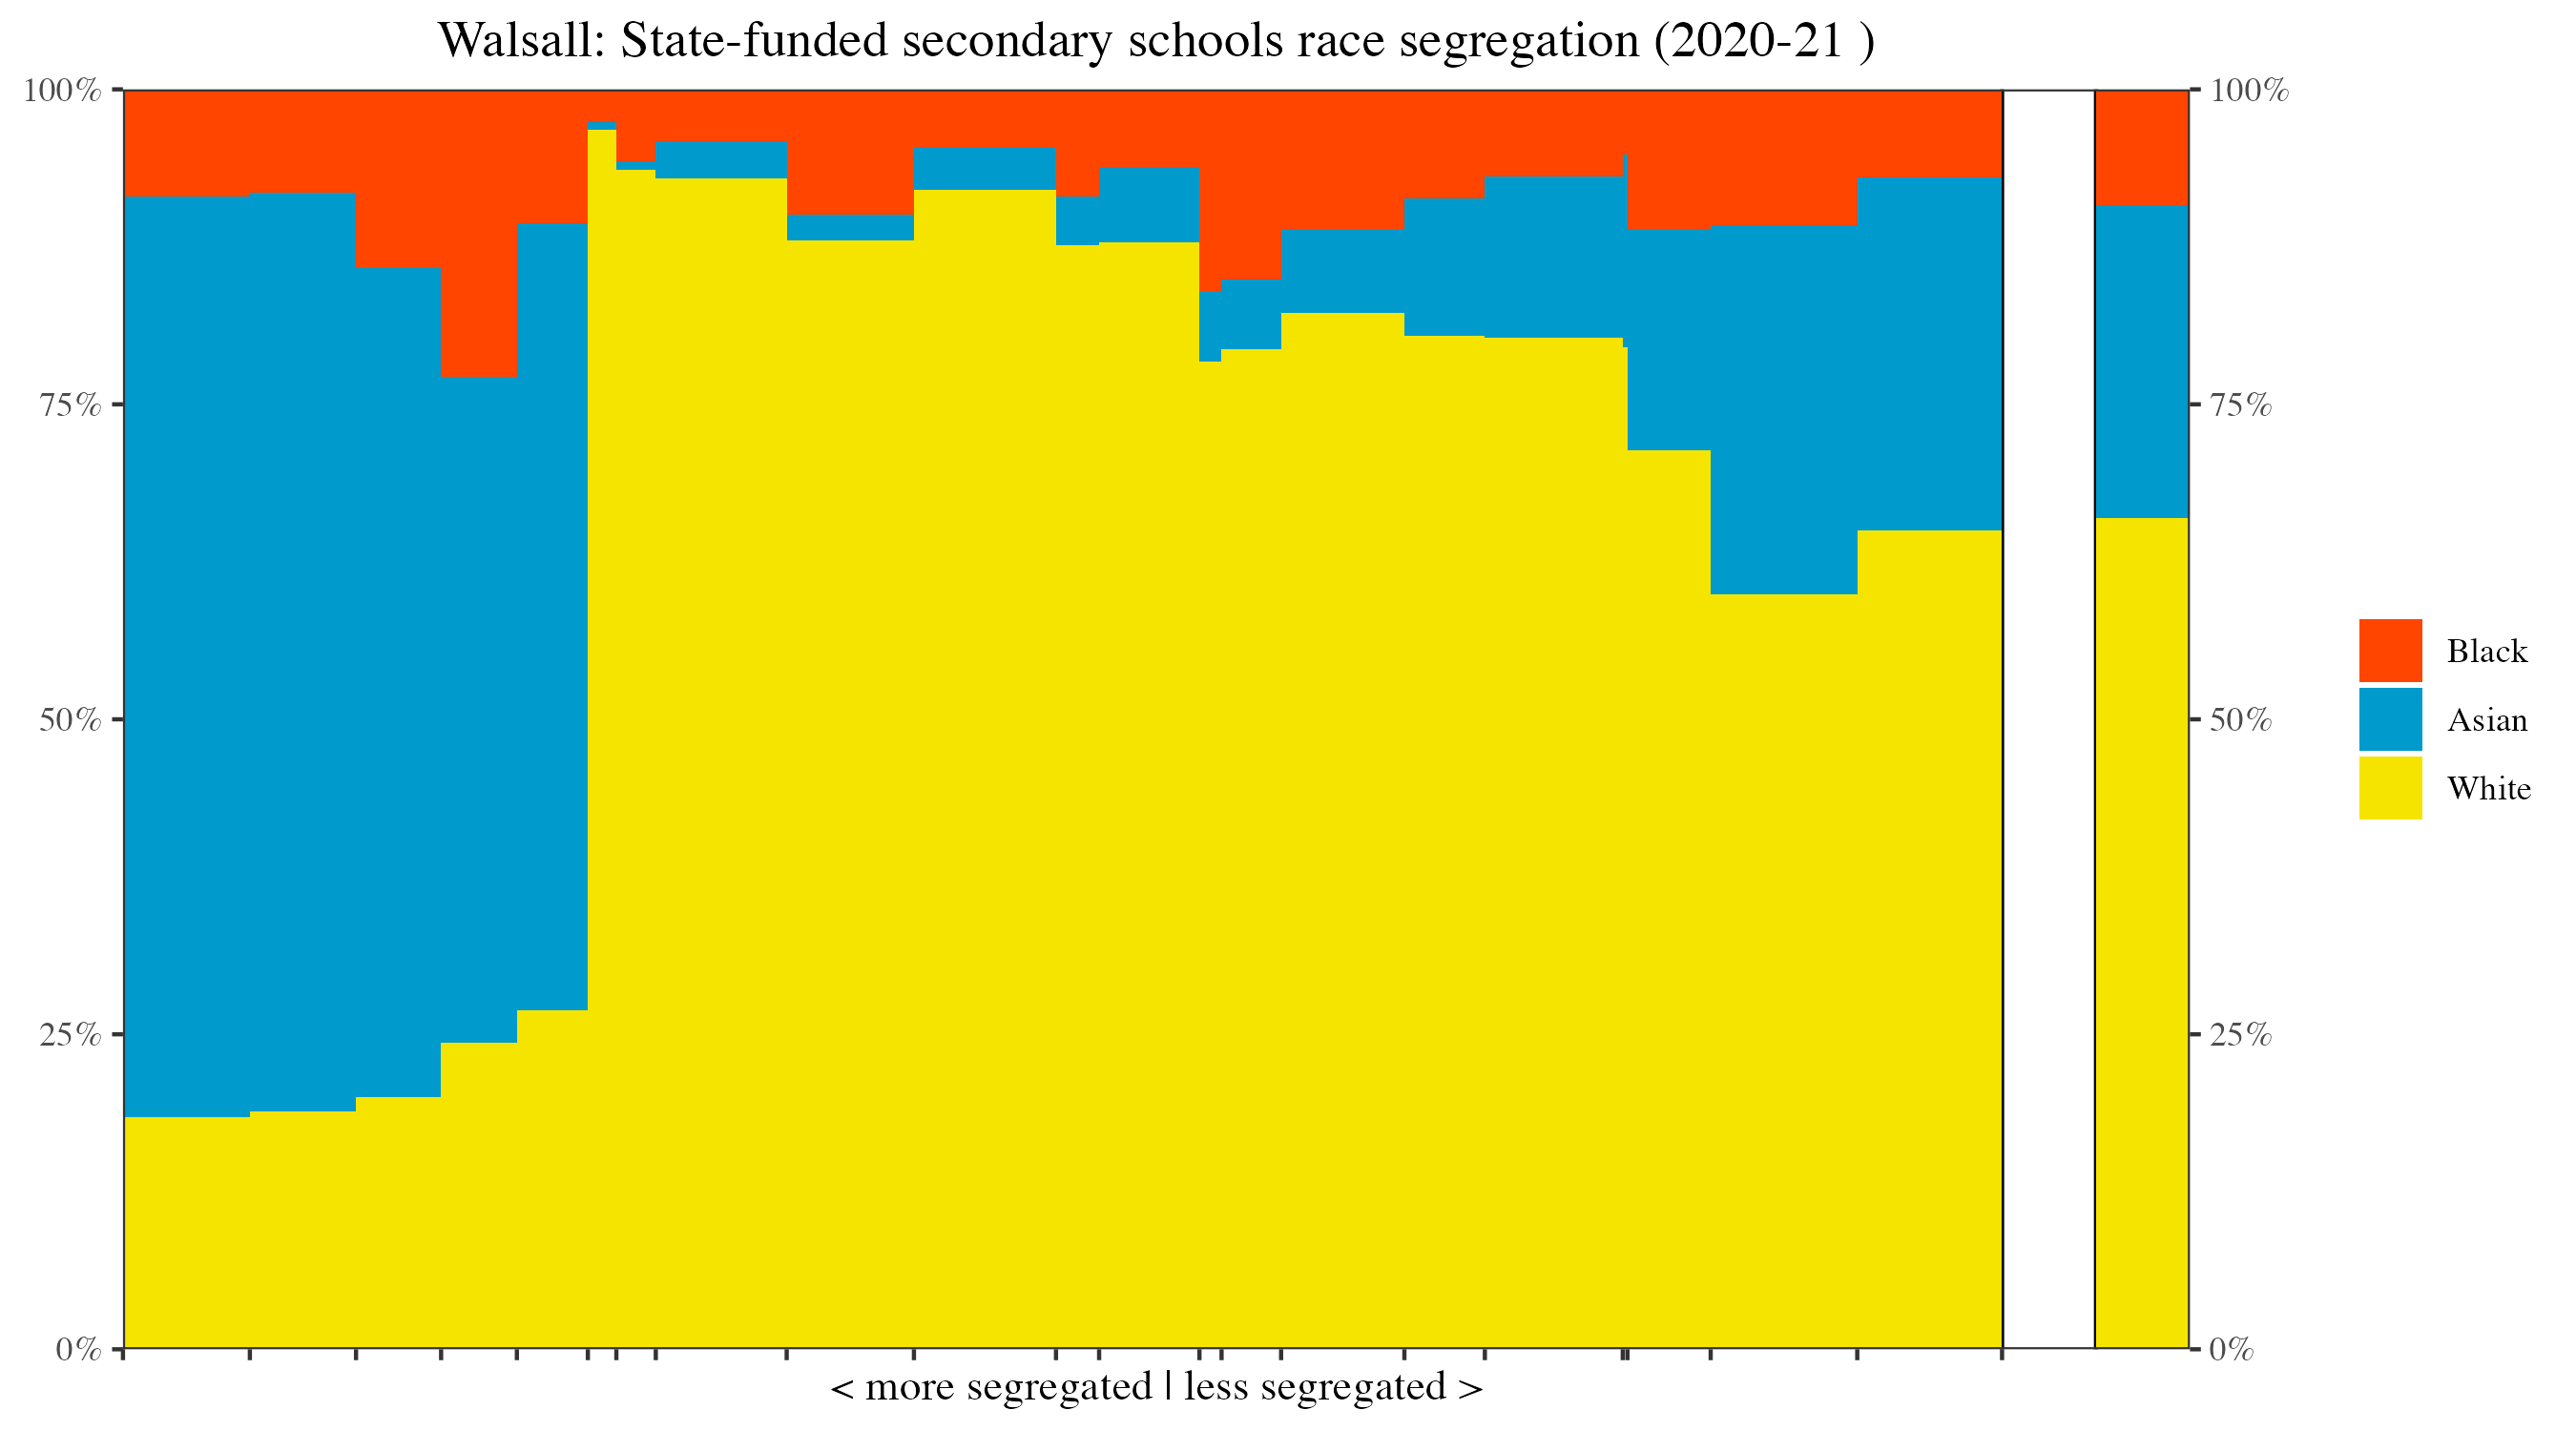 Walsall: State-funded secondary schools race segregation (2020-21 )
100%
100%
75%
75%
50%
50%
25%
25%
0%
0%
Black
Asian
White
< more segregated | less segregated >